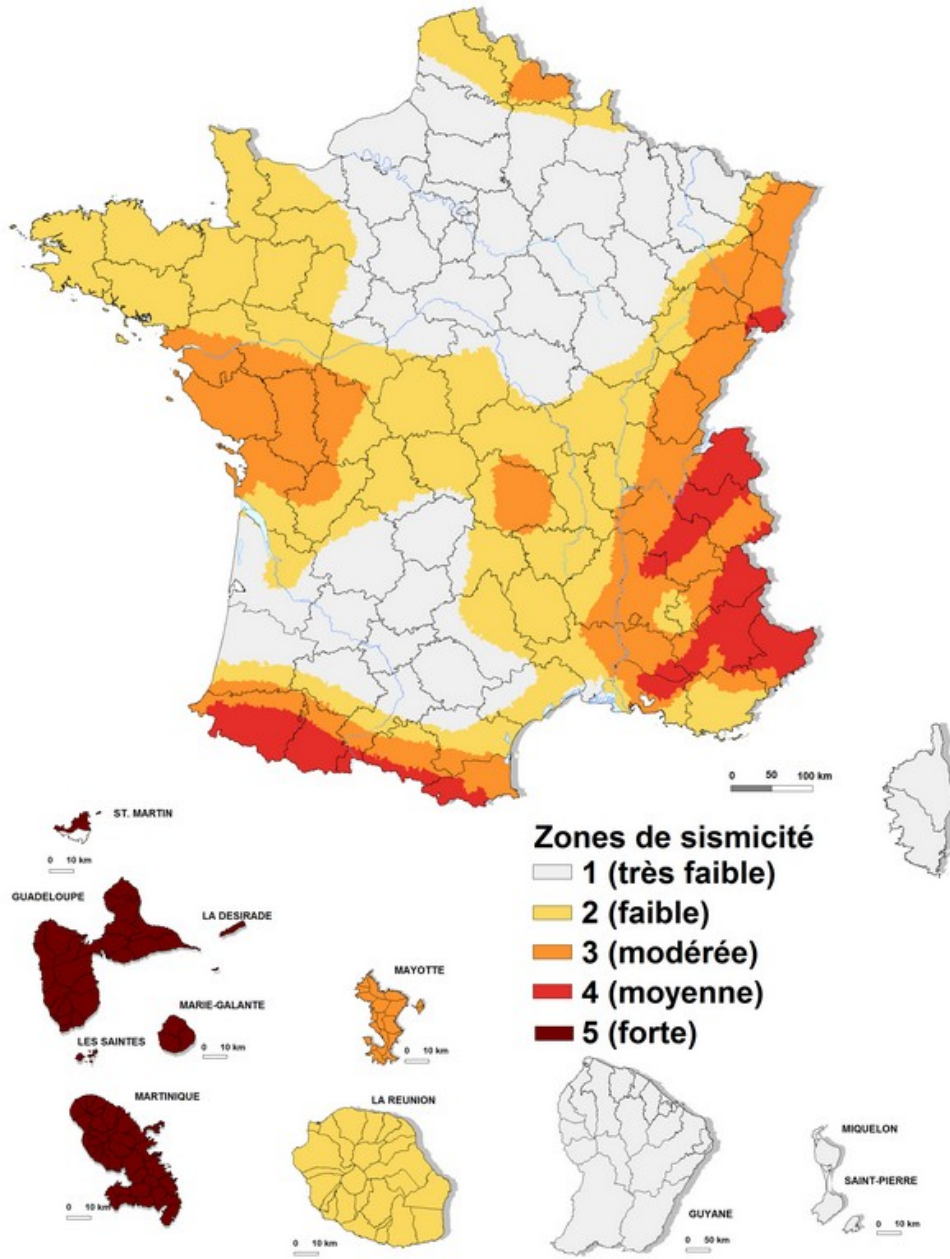 0 50 100 km
ST. MARTIN
0 10 km
GUADELOUPE
LA DESIRADE
MARIE-GALANTE
LES SAINTES
0 10 km
MARTINIQUE
0 10 km
MAYOTTE
0 10 km
LA REUNION
0 10 km
Zones de sismicité
1 (très faible)
2 (faible)
3 (modérée)
4 (moyenne)
5 (forte)
GUYANE
0 50 km
MIQUELON
SAINT-PIERRE
0 10 km